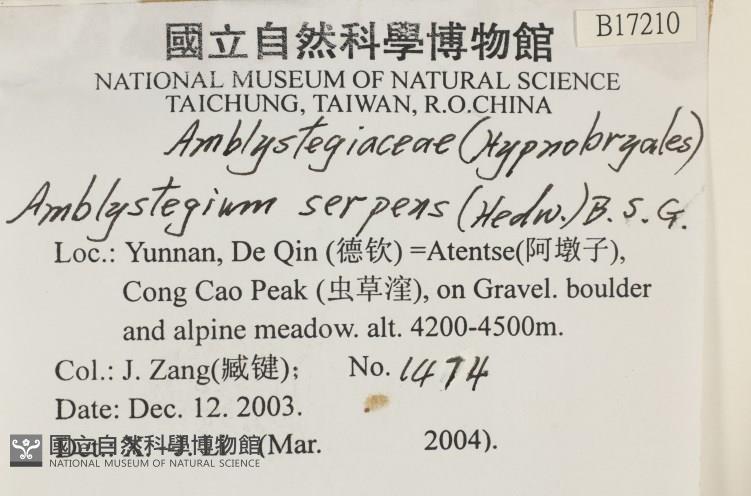 B17210
國立自然科學博物館
NATIONAL MUSEUM OF NATURAL SCIENCE
TAICHUNG, TAIWAN, R.O.CHINA
Amblystegiaceae (Hypnobryales)
Amblystegium serpens (Hedw.) B.S.G.
Loc.: Yunnan, De Qin (德钦) =Atentse(阿墩子),
Cong Cao Peak (虫草漥), on Gravel. boulder
and alpine meadow. alt. 4200-4500m.
Col.: J. Zang(臧键); No. 1474
Date: Dec. 12. 2003.
(Mar. 2004).
國立自然科學博物館
NATIONAL MUSEUM OF NATURAL SCIENCE